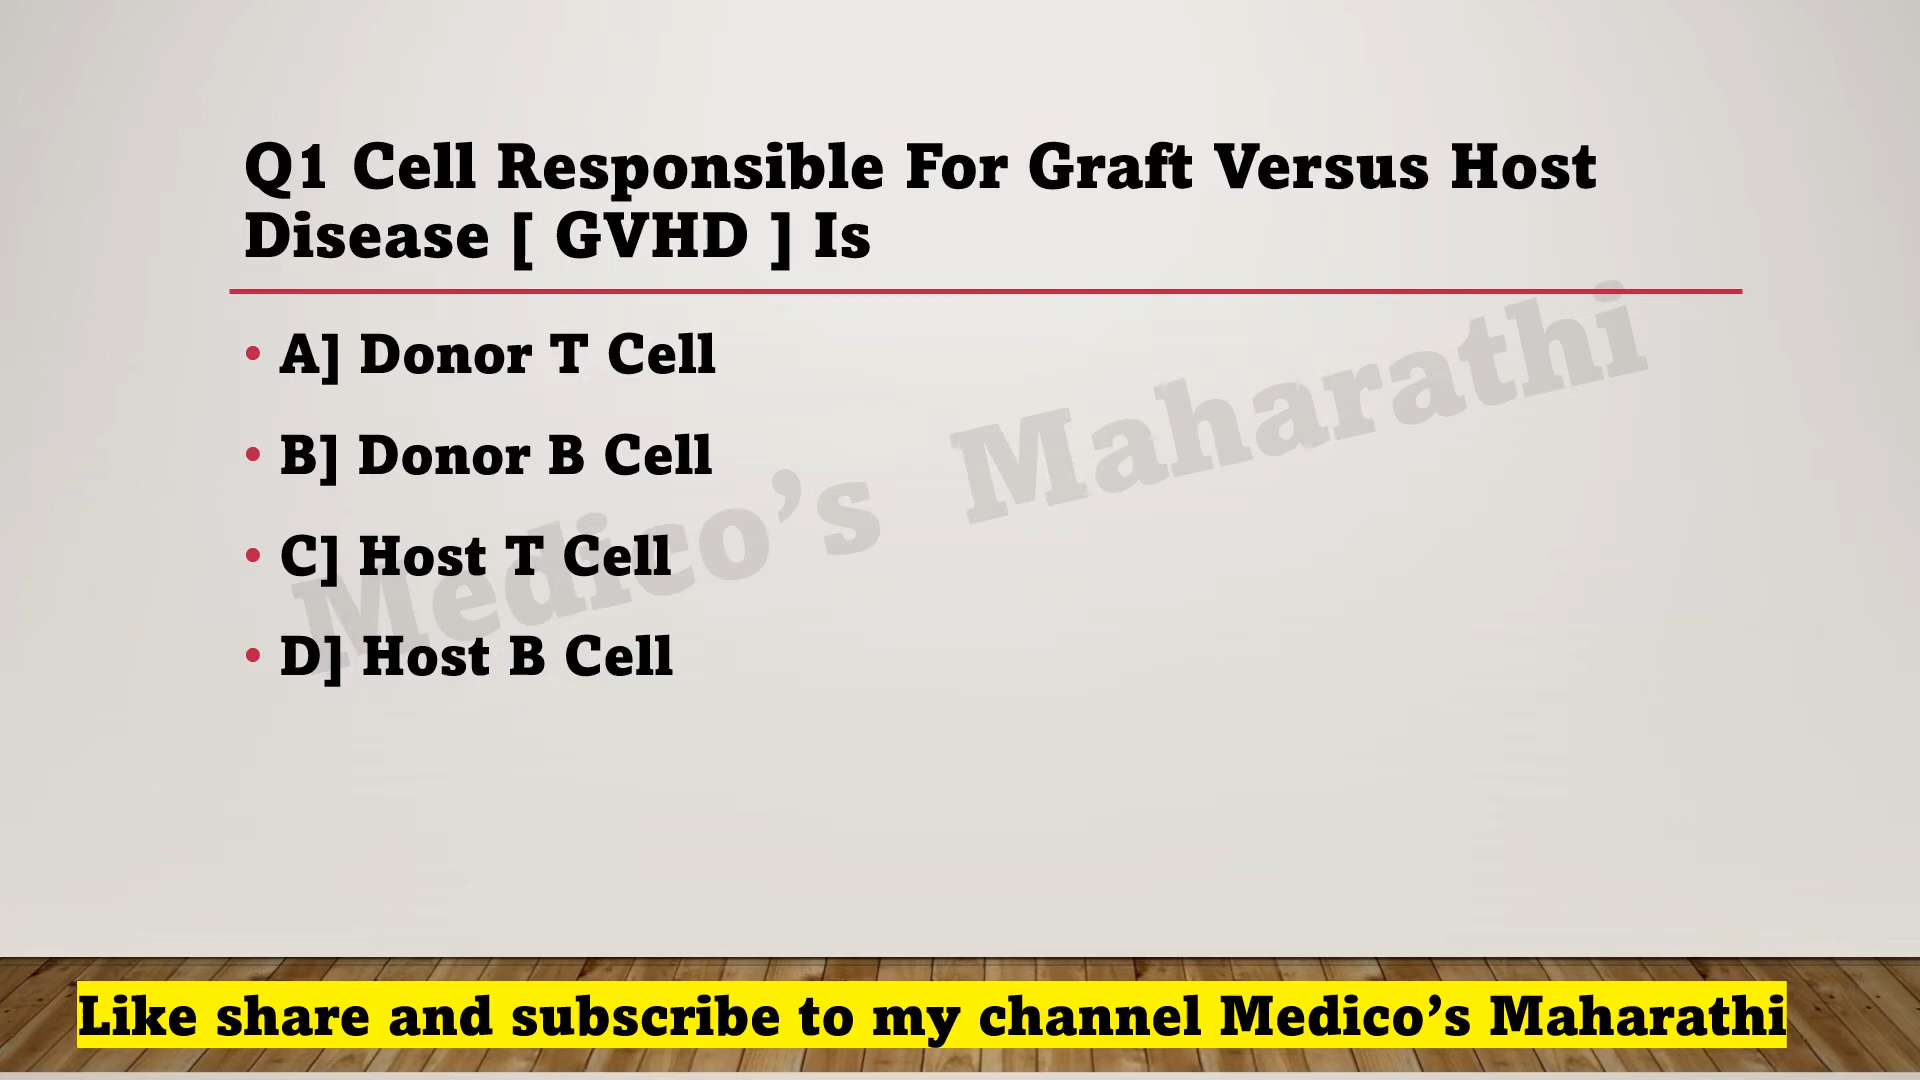 Q1 Cell Responsible For Graft Versus Host
Disease [ GVHD ] Is
• A] Donor T Cell
• B] Donor B Cell
• C] Host T Cell
• D] Host B Cell
Medico’s Maharathi
Like share and subscribe to my channel Medico’s Maharathi